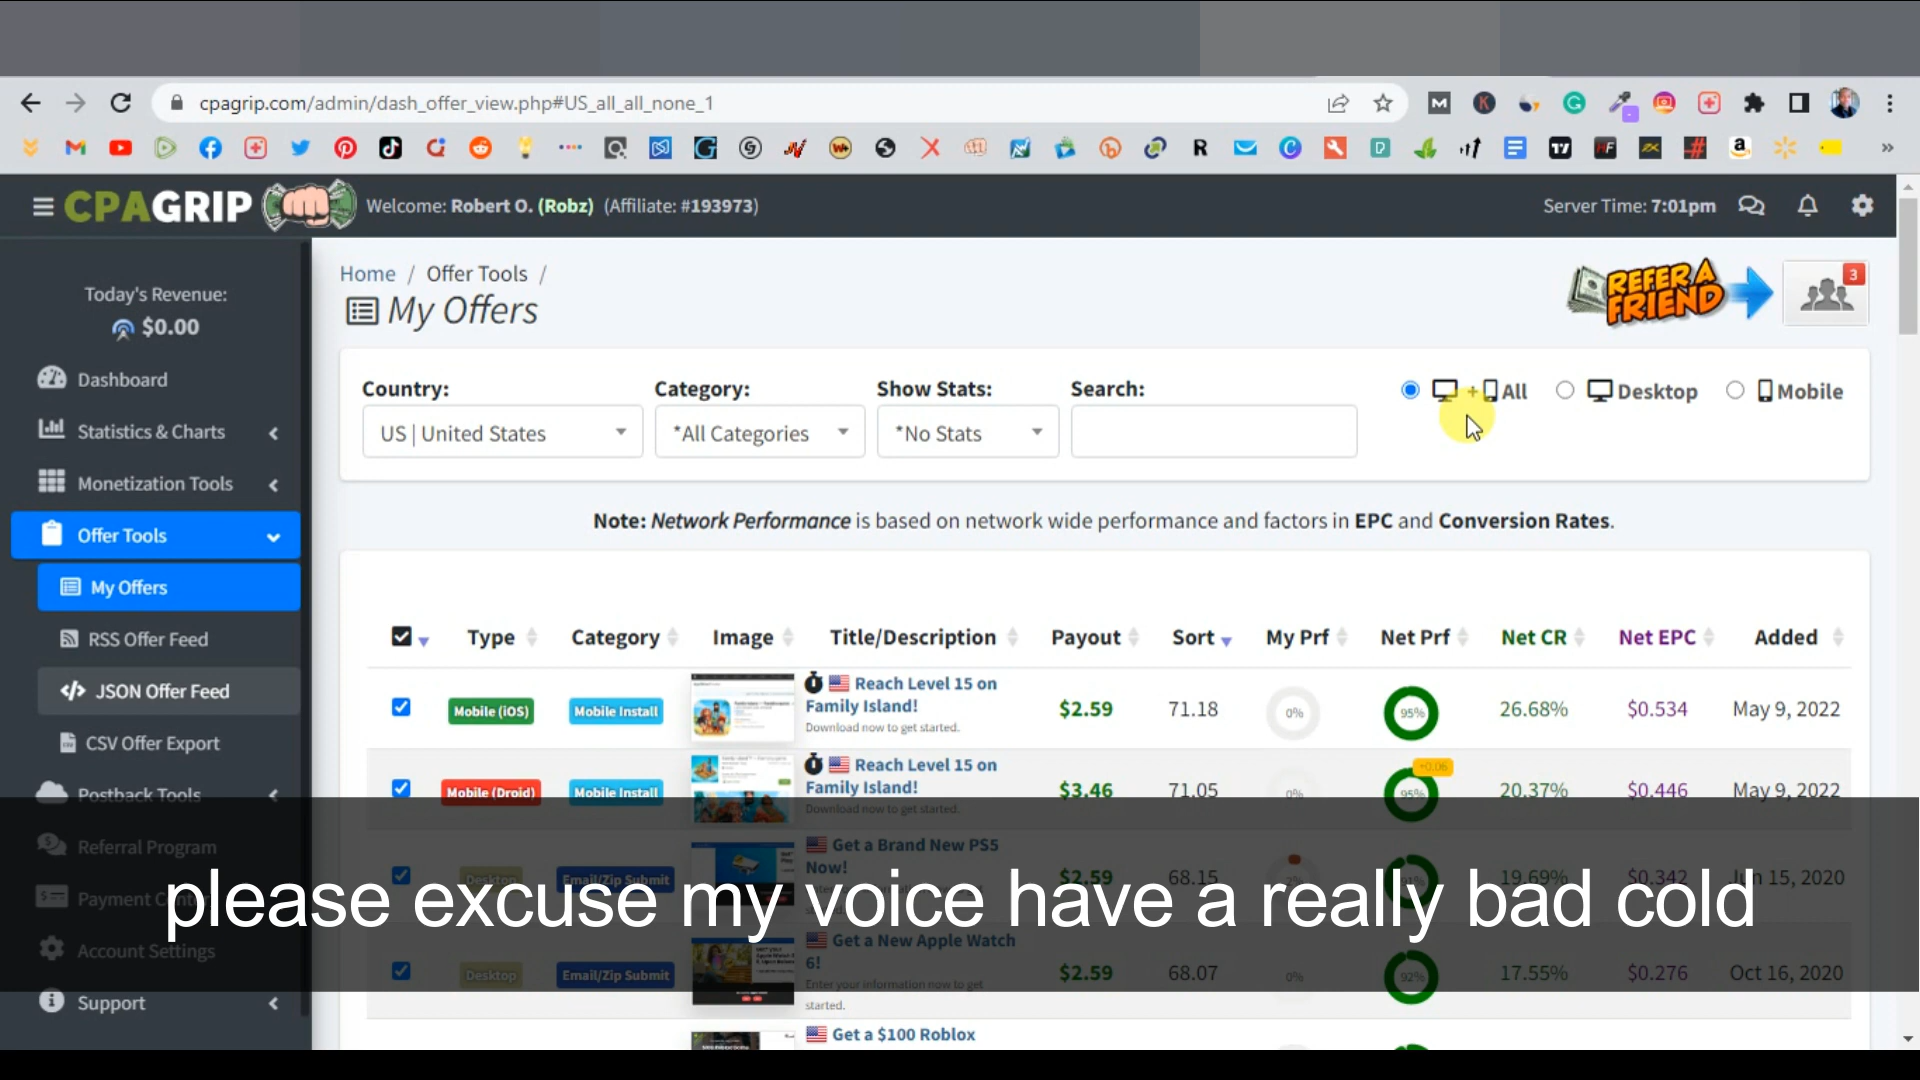 cpagrip.com/admin/dash_offer_view.php#US_all_all_none_1
CPAGRIP Welcome: Robert O. (Robz) (Affiliate: #193973) Server Time: 7:01pm
Today's Revenue:
$0.00
Dashboard
Statistics & Charts
Monetization Tools
Offer Tools
My Offers
RSS Offer Feed
JSON Offer Feed
CSV Offer Export
Postback Tools
Referral Program
Payment
Account Settings
Support
Home / Offer Tools /
My Offers
REFER A
FRIEND
3
Country: Category: Show Stats: Search:
US | United States *All Categories *No Stats
+ All Desktop Mobile
Note: Network Performance is based on network wide performance and factors in EPC and Conversion Rates.
Type Category Image Title/Description Payout Sort My Prf Net Prf Net CR Net EPC Added
Mobile (iOS) Mobile Install Reach Level 15 on Family Island! $2.59 71.18 0% 95% 26.68% $0.534 May 9, 2022
Download now to get started.
Mobile (Droid) Mobile Install Reach Level 15 on Family Island! $3.46 71.05 0% 95% +0.06 20.37% $0.446 May 9, 2022
Download now to get started.
Desktop Email/Zip Submit Get a Brand New PS5 Now! $2.59 68.15 19.69% $0.342 Jun 15, 2020
Desktop Email/Zip Submit Get a New Apple Watch 6! $2.59 68.07 0% 92% 17.55% $0.276 Oct 16, 2020
Enter your information now to get
started.
Get a $100 Roblox
please excuse my voice have a really bad cold